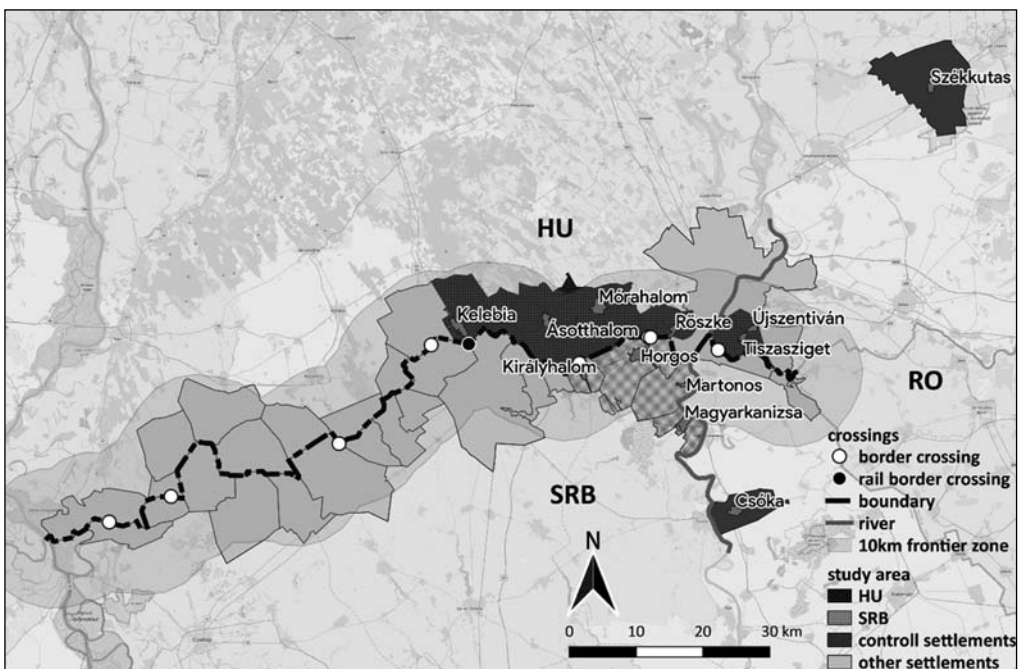 Székkutas
HU
Mórahalom
Kelebia
Röszke
Újszentiván
Ásotthalom
Tiszasziget
Királyhalom
Horgos
RO
Martonos
Magyarkanizsa
SRB
Csóka
N
0 10 20 30 km
crossings
border crossing
rail border crossing
boundary
river
10km frontier zone
study area
HU
SRB
controll settlements
other settlements